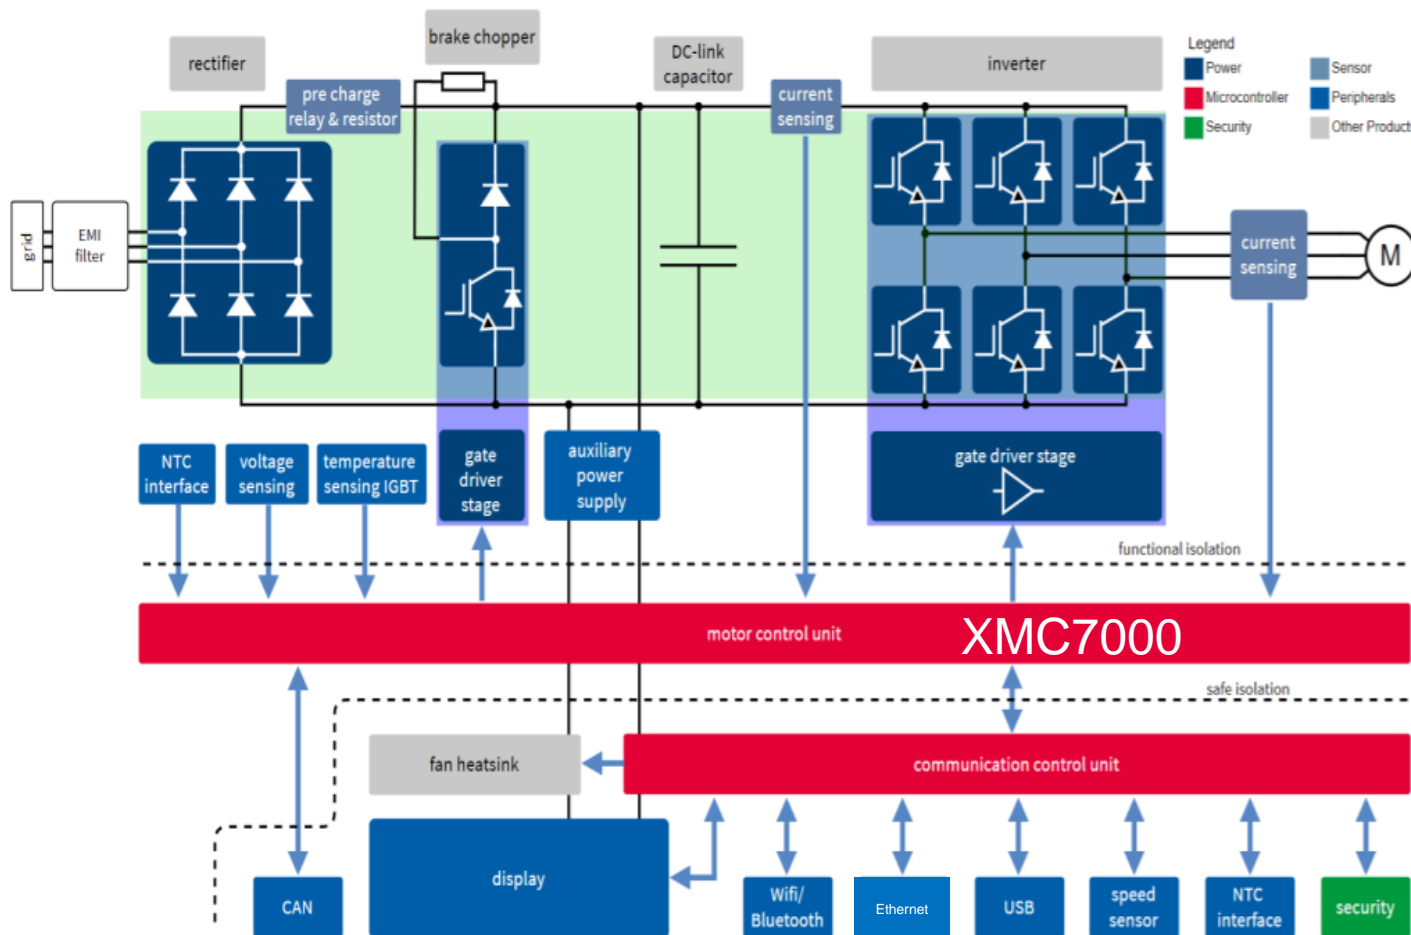 brake chopper
rectifier
DC-link
capacitor
inverter
Legend
Power
Sensor
Microcontroller
Peripherals
Security
Other Products
pre charge
relay & resistor
current
sensing
grid
EMI
filter
current
sensing
M
NTC
interface
voltage
sensing
temperature
sensing IGBT
gate
driver
stage
auxiliary
power
supply
gate driver stage
functional isolation
motor control unit
XMC7000
safe isolation
fan heatsink
communication control unit
display
CAN
Wifi/
Bluetooth
Ethernet
USB
speed
sensor
NTC
interface
security